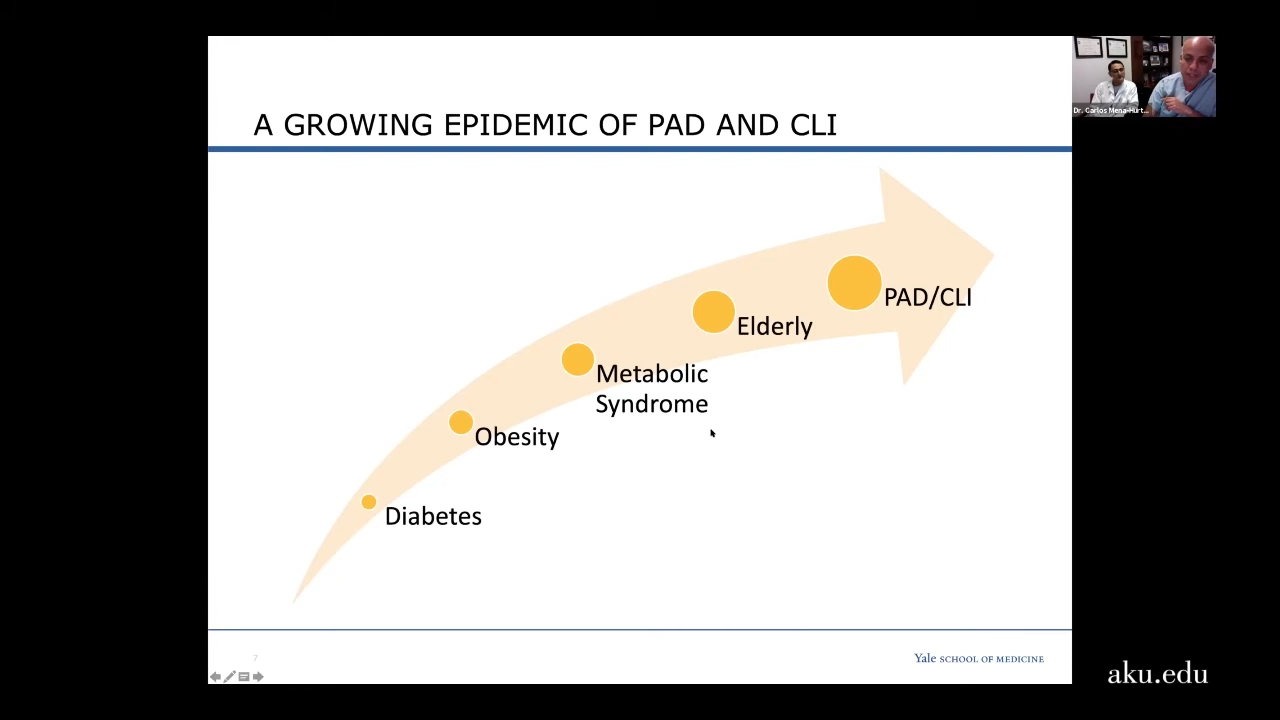 A GROWING EPIDEMIC OF PAD AND CLI
Dr. Carlos Mena-Hurt...
PAD/CLI
Elderly
Metabolic
Syndrome
Obesity
Diabetes
7
Yale SCHOOL OF MEDICINE
aku.edu